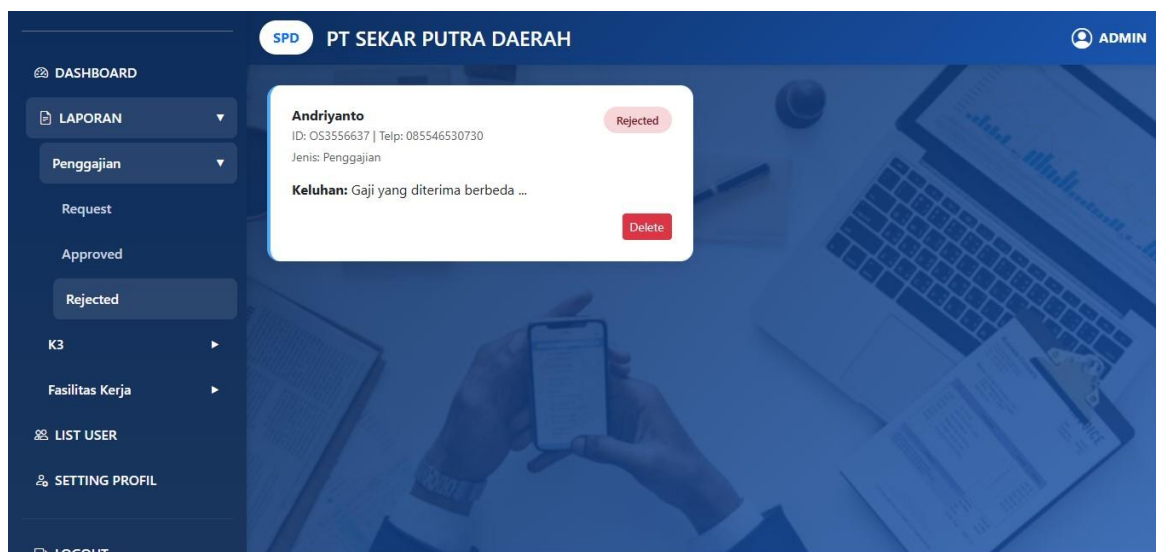 SPD PT SEKAR PUTRA DAERAH
ADMIN
DASHBOARD
LAPORAN
Penggajian
Request
Approved
Rejected
K3
Fasilitas Kerja
LIST USER
SETTING PROFIL
LOGOUT
Andriyanto
Rejected
ID: OS3556637 | Telp: 085546530730
Jenis: Penggajian
Keluhan: Gaji yang diterima berbeda ...
Delete